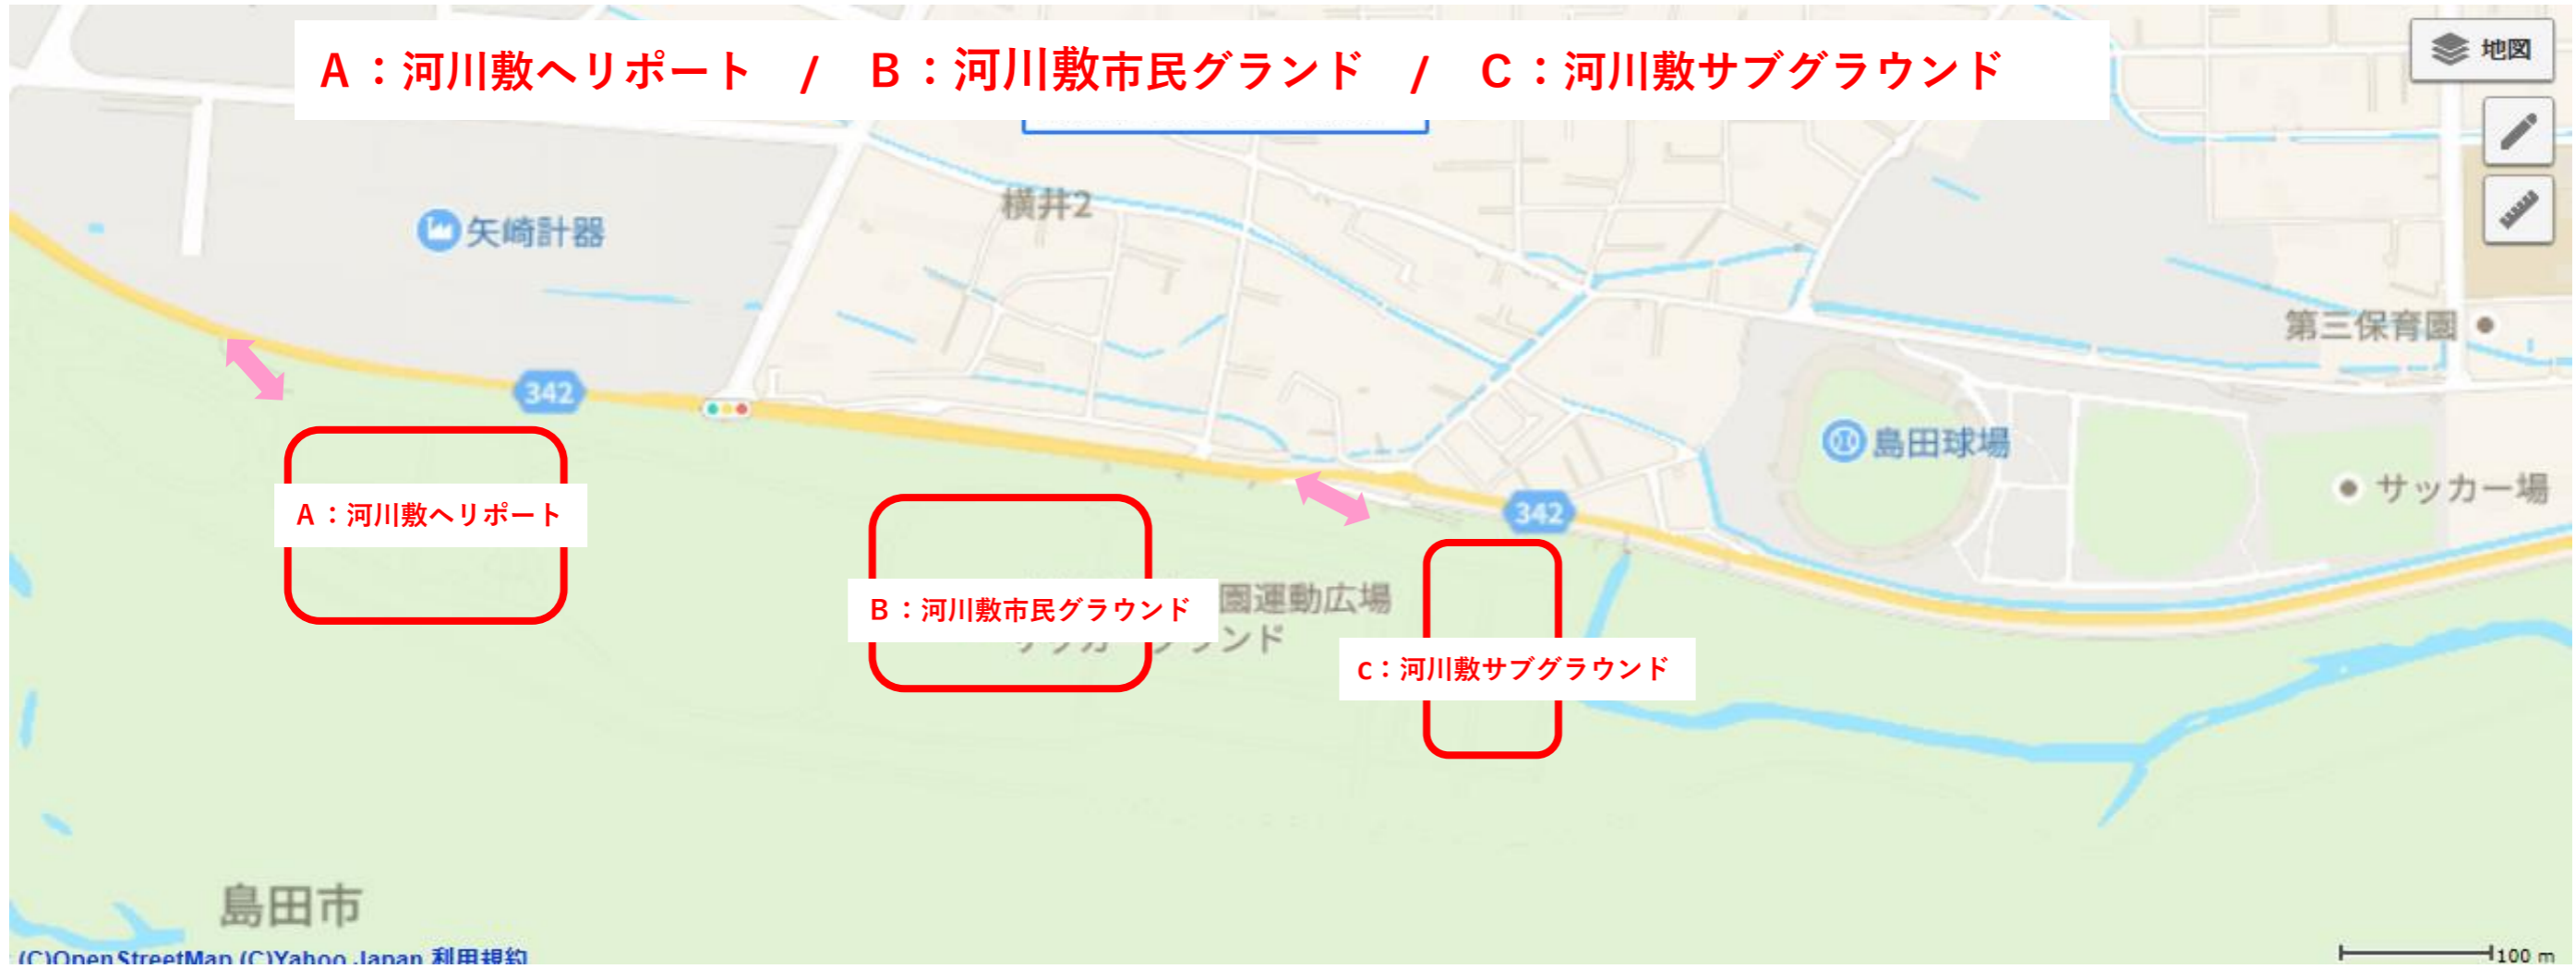 A：河川敷ヘリポート / B：河川敷市民グランド / C：河川敷サブグラウンド
地図
横井2
矢崎計器
第三保育園
342
島田球場
サッカー場
A：河川敷ヘリポート
342
園運動広場
B：河川敷市民グラウンド
ンド
C：河川敷サブグラウンド
島田市
(C)OpenStreetMap (C)Yahoo Japan 利用規約
100 m